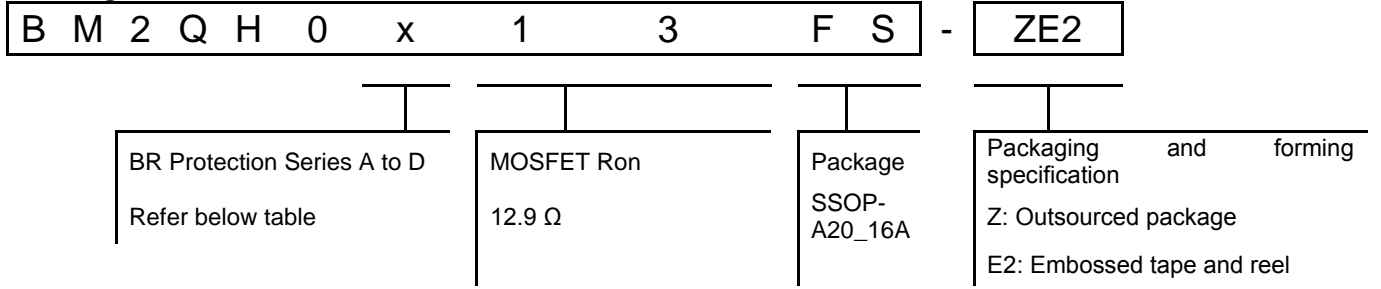 B M 2 Q H 0 x 1 3 F S - ZE2
BR Protection Series A to D
Refer below table
MOSFET Ron
12.9 Ω
Package
SSOP-
A20_16A
Packaging and forming
specification
Z: Outsourced package
E2: Embossed tape and reel